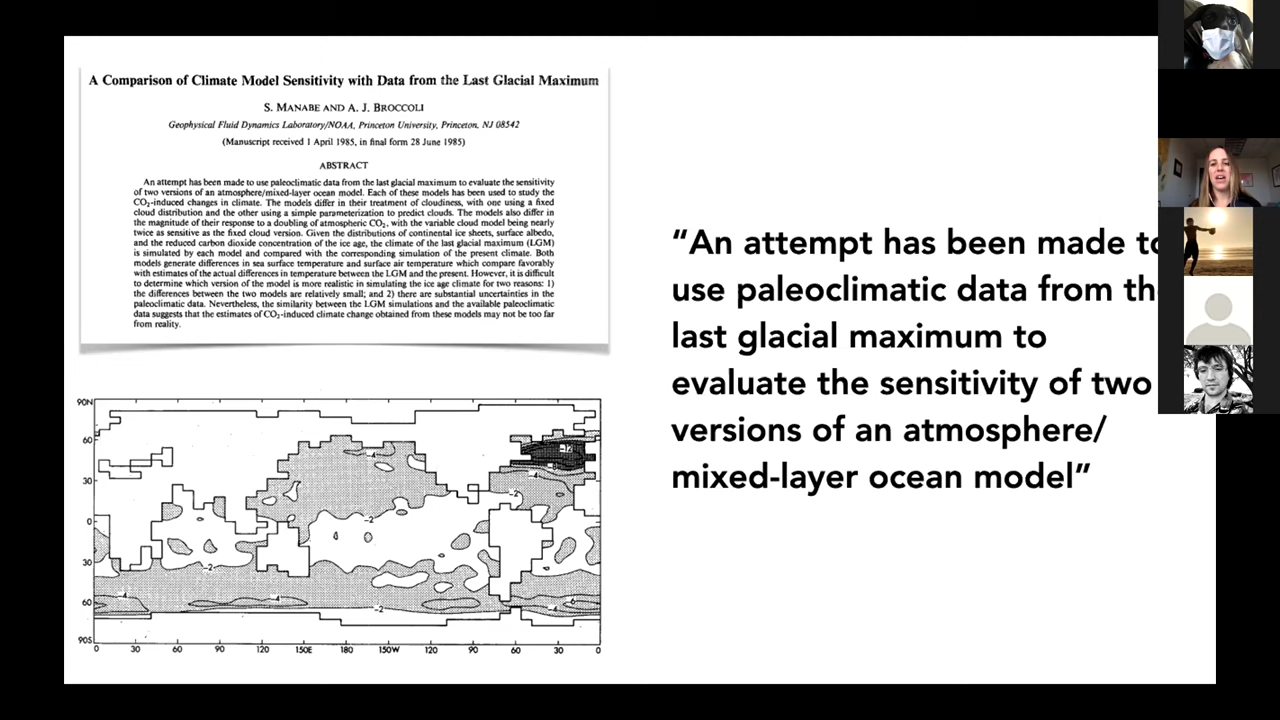 A Comparison of Climate Model Sensitivity with Data from the Last Glacial Maximum
S. MANABE AND A. J. BROCCOLI
Geophysical Fluid Dynamics Laboratory/NOAA, Princeton University, Princeton, NJ 08542
(Manuscript received 1 April 1985, in final form 28 June 1985)
ABSTRACT
An attempt has been made to use paleoclimatic data from the last glacial maximum to evaluate the sensitivity
of two versions of an atmosphere/mixed-layer ocean model. Each of these models has been used to study the
CO₂-induced changes in climate. The models differ in their treatment of cloudiness, with one using a fixed
cloud distribution and the other using a simple parameterization to predict clouds. The models also differ in
the magnitude of their response to a doubling of atmospheric CO₂, with the variable cloud model being nearly
twice as sensitive as the fixed cloud version. Given the distributions of continental ice sheets, surface albedo,
and the reduced carbon dioxide concentration of the ice age, the climate of the last glacial maximum (LGM)
is simulated by each model and compared with the corresponding simulation of the present climate. Both
models generate differences in sea surface temperature and surface air temperature which compare favorably
with estimates of the actual differences in temperature between the LGM and the present. However, it is difficult
to determine which version of the model is more realistic in simulating the ice age climate for two reasons: 1)
the differences between the two models are relatively small; and 2) there are substantial uncertainties in the
paleoclimatic data. Nevertheless, the similarity between the LGM simulations and the available paleoclimatic
data suggests that the estimates of CO₂-induced climate change obtained from these models may not be too far
from reality.
90N
60
30
0
30
60
90S
0 30 60 90 120 150E 180 150W 120 90 60 30 0
-4
-12
-4
-2
-2
-2
-4
-4
-2
-4
-6
“An attempt has been made to
use paleoclimatic data from th
last glacial maximum to
evaluate the sensitivity of two
versions of an atmosphere/
mixed-layer ocean model”